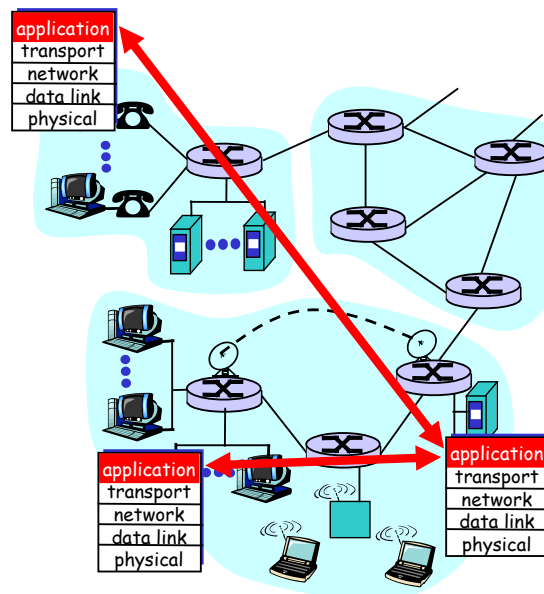 application
transport
network
data link
physical
application
transport
network
data link
physical
application
transport
network
data link
physical